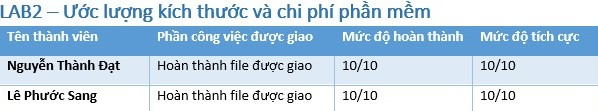 LAB2 – Ước lượng kích thước và chi phí phần mềm
Tên thành viên Phần công việc được giao Mức độ hoàn thành Mức độ tích cực
Nguyễn Thành Đạt Hoàn thành file được giao 10/10 10/10
Lê Phước Sang Hoàn thành file được giao 10/10 10/10